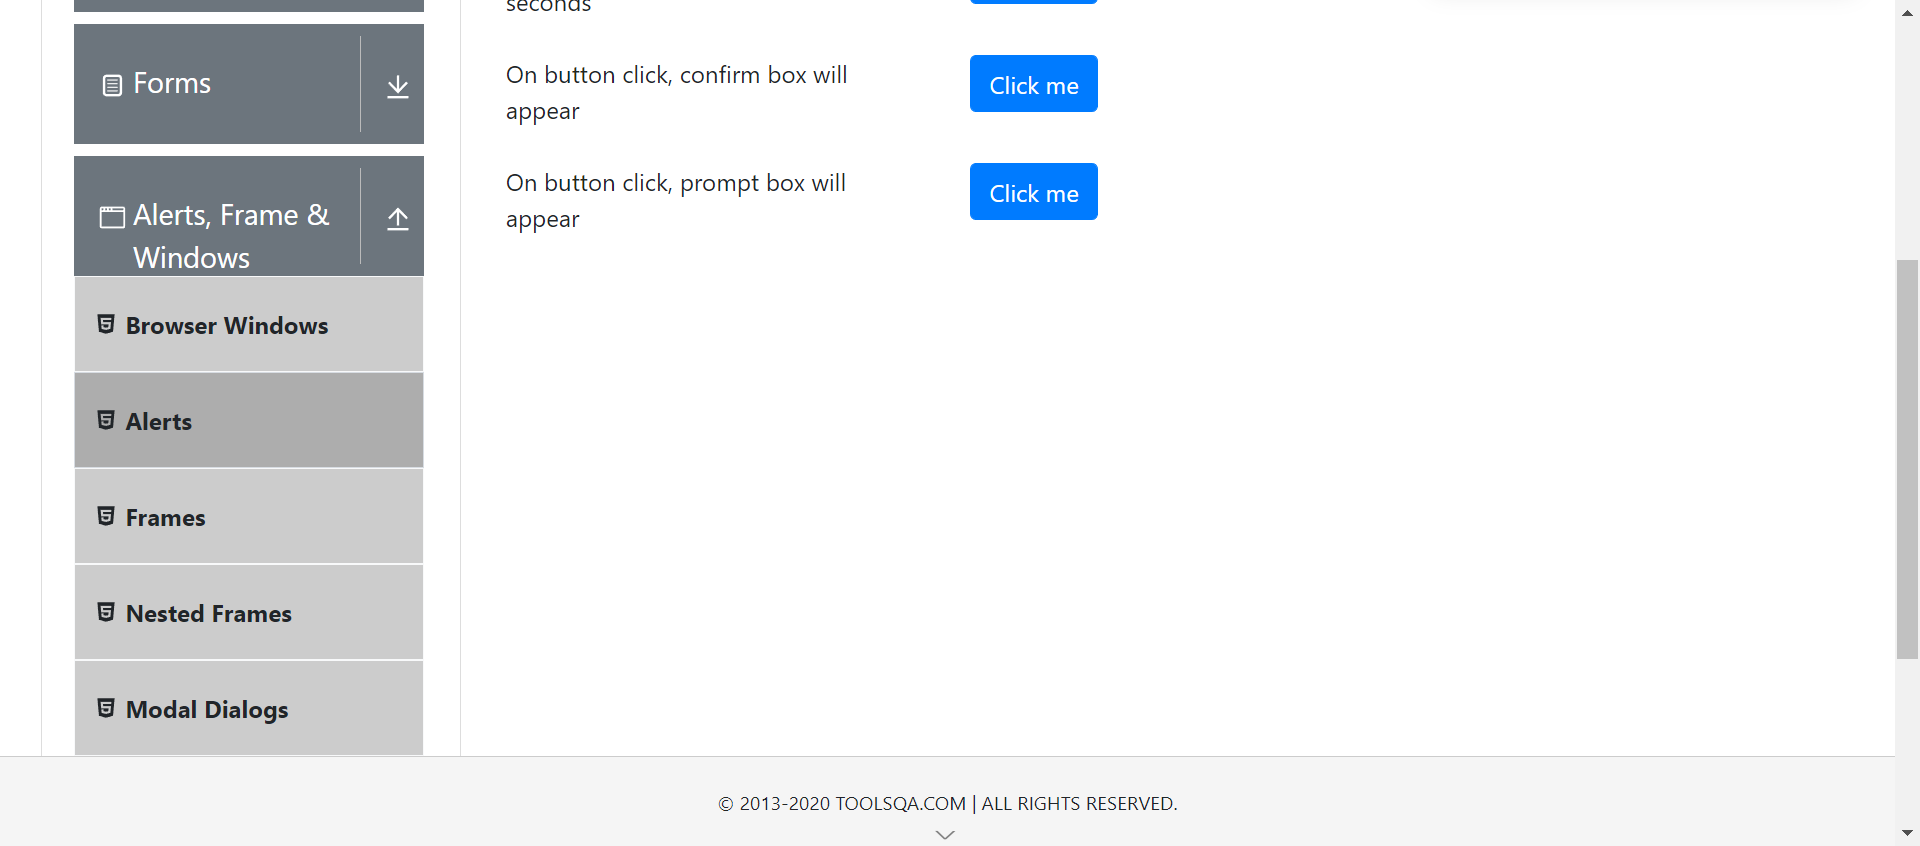 Forms
Alerts, Frame &
Windows
Browser Windows
Alerts
Frames
Nested Frames
Modal Dialogs
seconds
On button click, confirm box will
appear
Click me
On button click, prompt box will
appear
Click me
© 2013-2020 TOOLSQA.COM | ALL RIGHTS RESERVED.